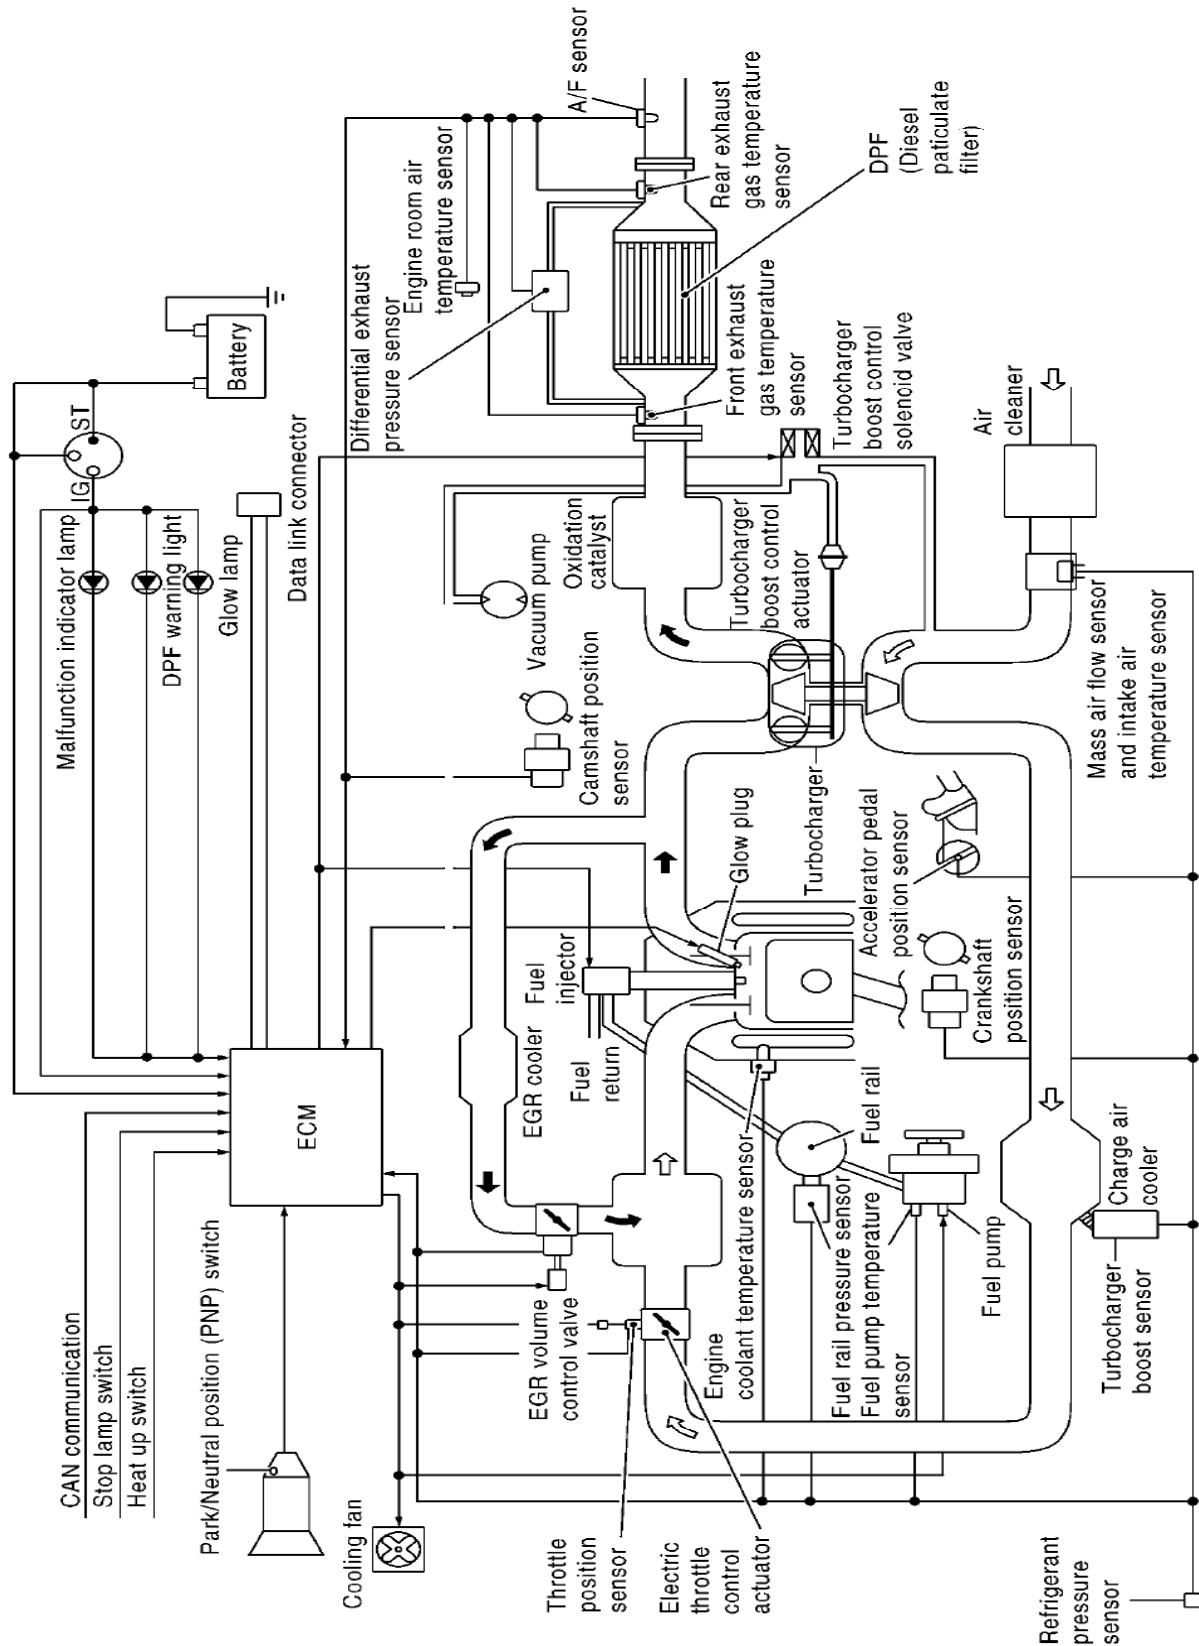 CAN communication
Stop lamp switch
Heat up switch
Park/Neutral position (PNP) switch
Cooling fan
ECM
Malfunction indicator lamp
DPF warning light
Glow lamp
Data link connector
IG
ST
Battery
Differential exhaust
pressure sensor
Engine room air
temperature sensor
A/F sensor
Vacuum pump
Camshaft position
sensor
Oxidation
catalyst
Front exhaust
gas temperature
sensor
Rear exhaust
gas temperature
sensor
DPF
(Diesel
paticulate
filter)
EGR cooler
Fuel
injector
Fuel
return
Glow plug
Turbocharger
Turbocharger
boost control
actuator
Turbocharger
boost control
solenoid valve
Air
cleaner
EGR volume
control valve
Throttle
position
sensor
Electric
throttle
control
actuator
Engine
coolant temperature sensor
Fuel rail pressure sensor
Fuel pump temperature
sensor
Fuel rail
Fuel pump
Accelerator pedal
position sensor
Crankshaft
position sensor
Mass air flow sensor
and intake air
temperature sensor
Charge air
cooler
Turbocharger
boost sensor
Refrigerant
pressure
sensor